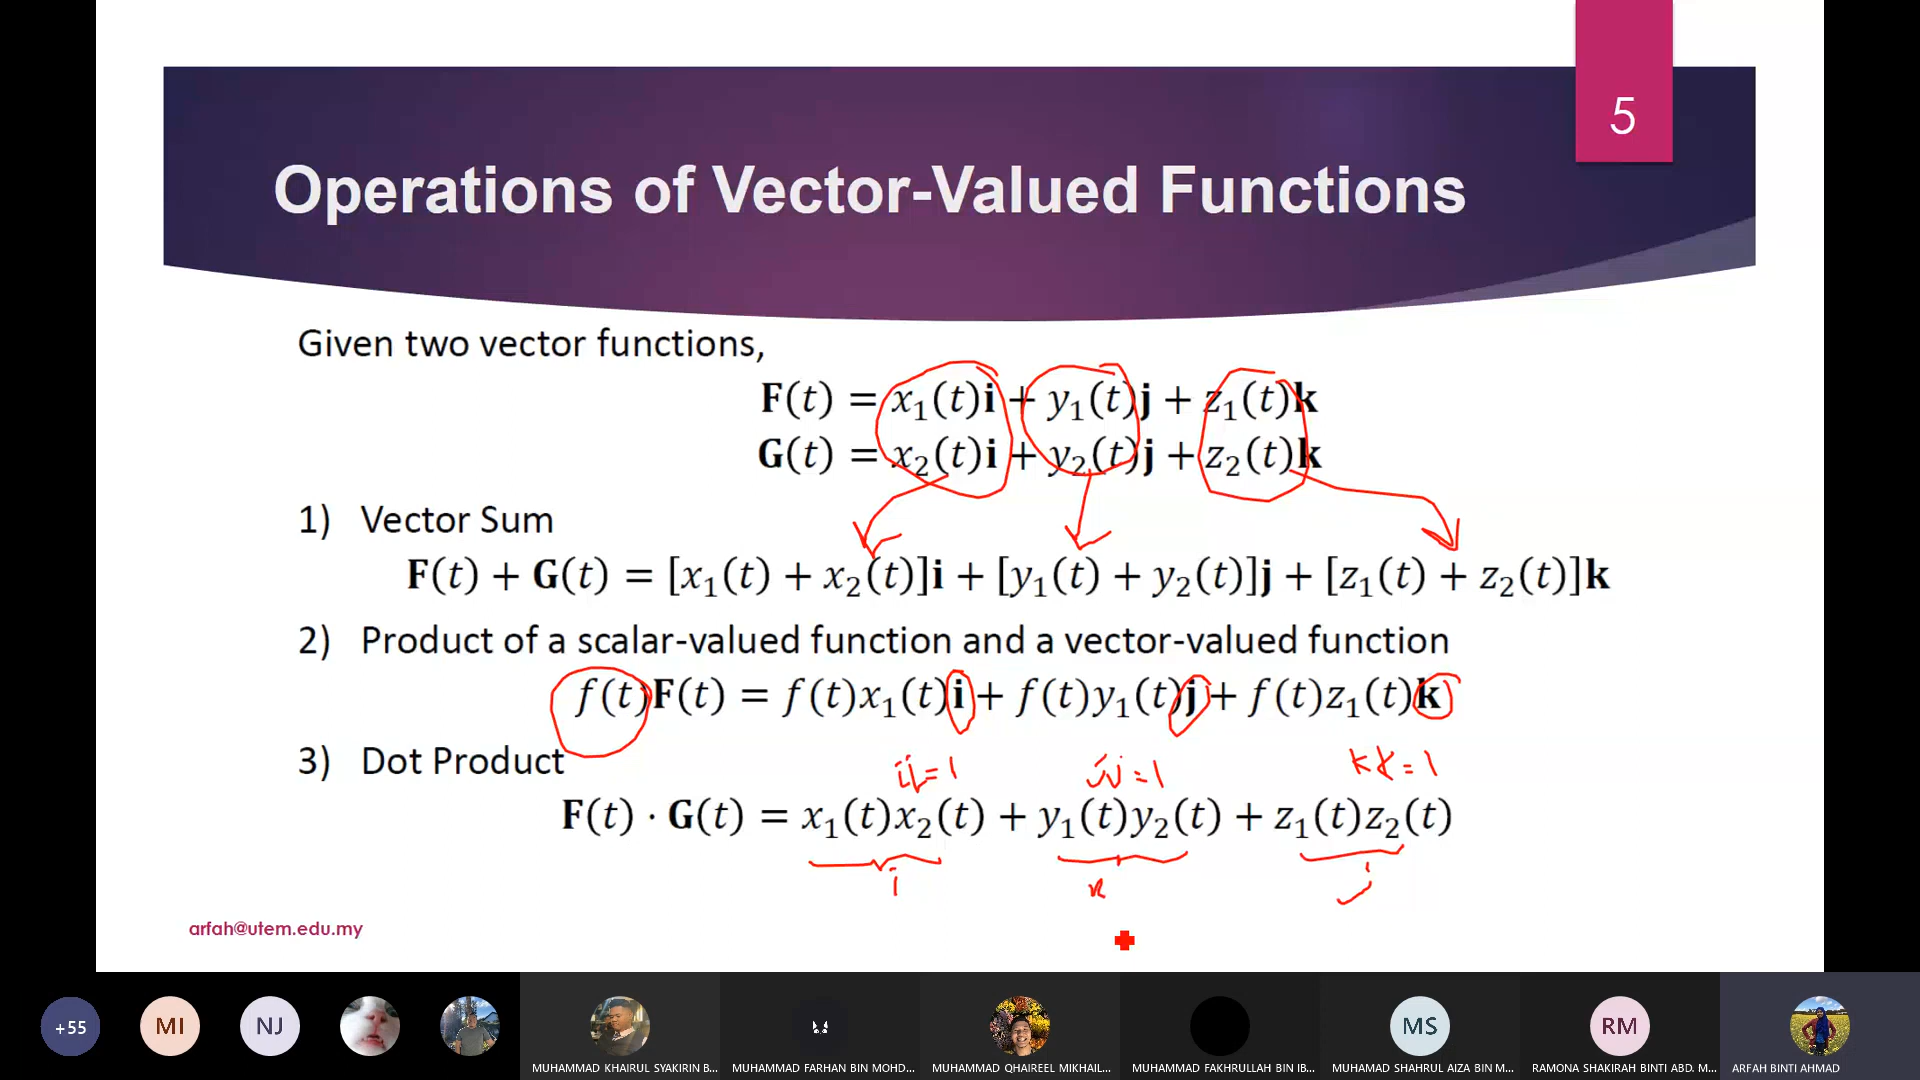 5
Operations of Vector-Valued Functions
Given two vector functions,
F(t) = x₁(t)i + y₁(t)j + z₁(t)k
G(t) = x₂(t)i + y₂(t)j + z₂(t)k
1) Vector Sum
F(t) + G(t) = [x₁(t) + x₂(t)]i + [y₁(t) + y₂(t)]j + [z₁(t) + z₂(t)]k
2) Product of a scalar-valued function and a vector-valued function
f(t)F(t) = f(t)x₁(t)i + f(t)y₁(t)j + f(t)z₁(t)k
3) Dot Product
ii=1 jj=1 kk=1
F(t) · G(t) = x₁(t)x₂(t) + y₁(t)y₂(t) + z₁(t)z₂(t)
i k j
arfah@utem.edu.my
+55 MI NJ MS RM
MUHAMMAD KHAIRUL SYAKIRIN B... MUHAMMAD FARHAN BIN MOHD... MUHAMMAD QHAIREEL MIKHAIL... MUHAMMAD FAKHRULLAH BIN IB... MUHAMAD SHAHRUL AIZA BIN M... RAMONA SHAKIRAH BINTI ABD. M... ARFAH BINTI AHMAD